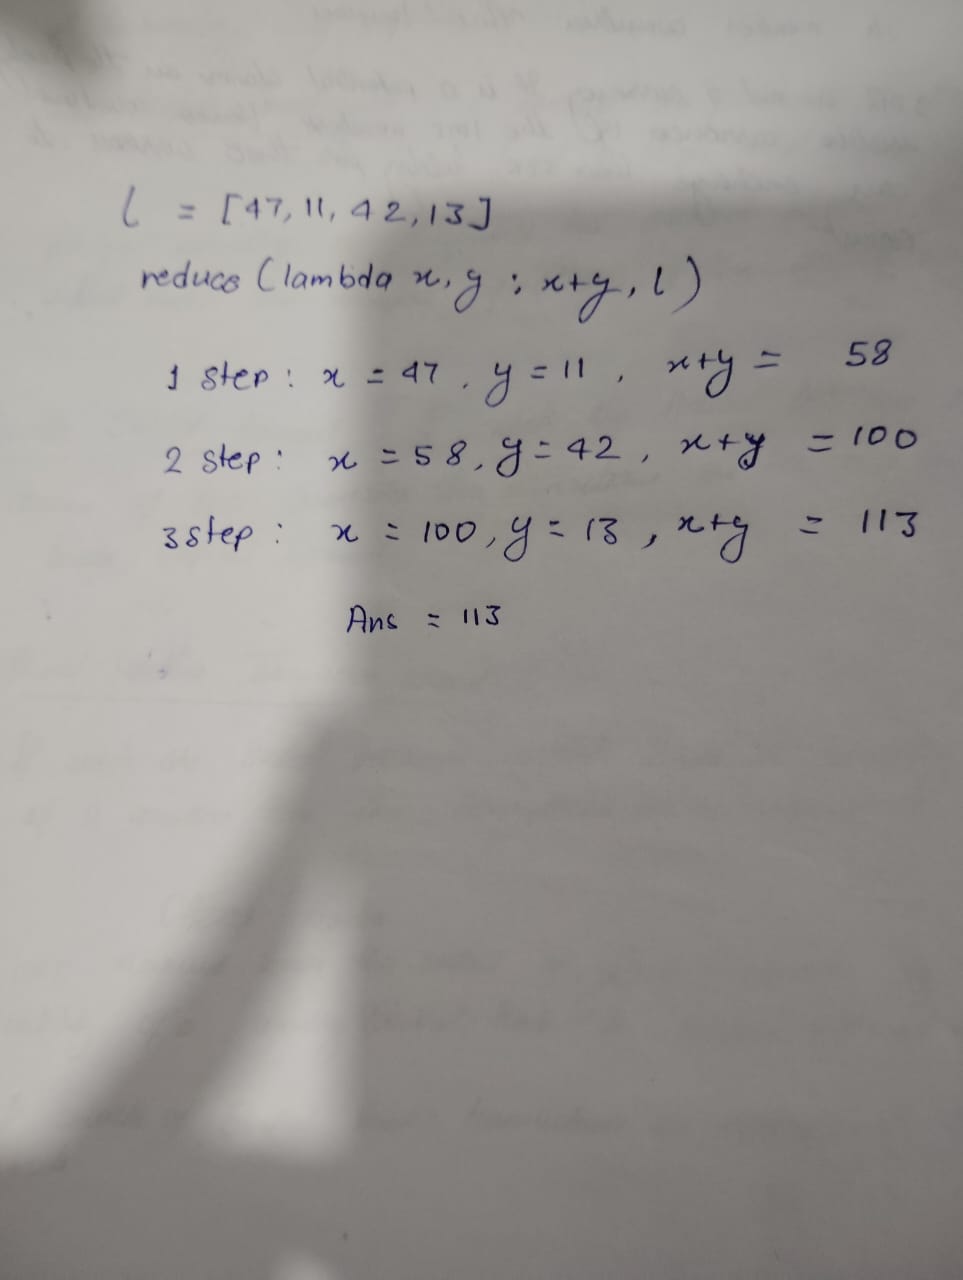 l = [47, 11, 42, 13]
reduce (lambda x, y : x+y, l)
1 step : x = 47, y = 11, x+y = 58
2 step : x = 58, y = 42, x+y = 100
3 step : x = 100, y = 13, x+y = 113
Ans = 113